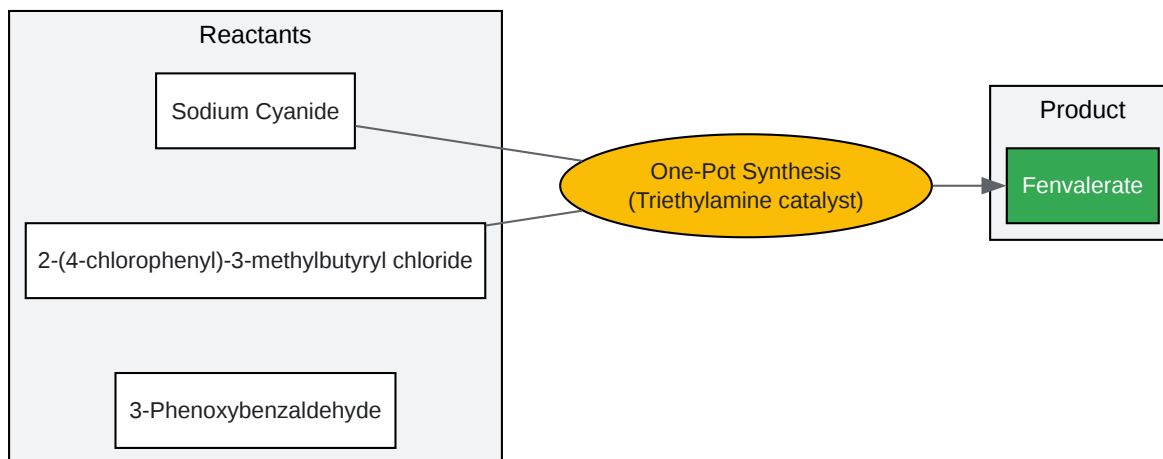 Reactants
Sodium Cyanide
2-(4-chlorophenyl)-3-methylbutyryl chloride
3-Phenoxybenzaldehyde
One-Pot Synthesis
(Triethylamine catalyst)
Product
Fenvalerate